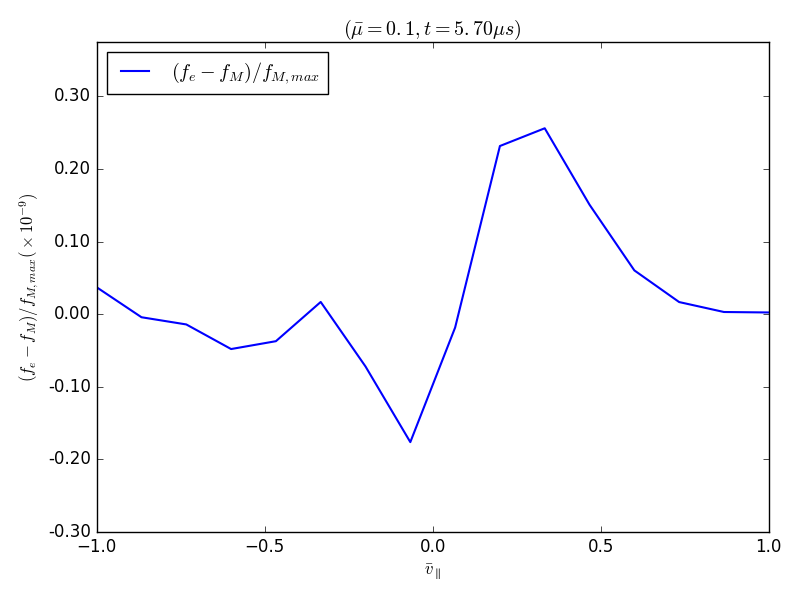 (μ̄ = 0.1, t = 5.70μs)
(f_e − f_M)/f_{M,max}
0.30
0.20
0.10
0.00
-0.10
-0.20
-0.30
(f_e − f_M)/f_{M,max}(×10^{−9})
−1.0 −0.5 0.0 0.5 1.0
v̄_∥